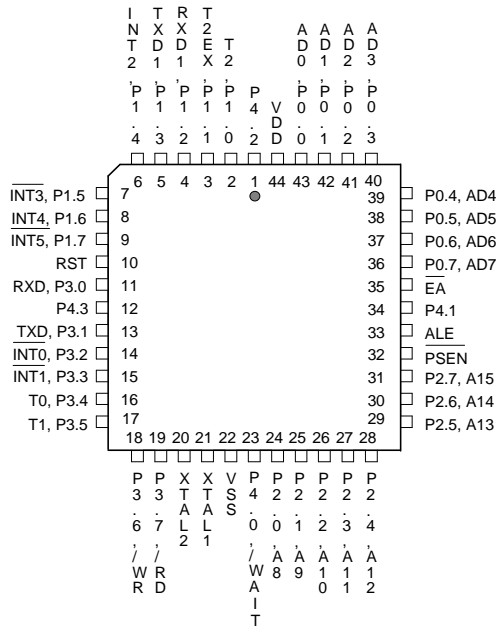 INT2, P1.4
TXD1, P1.3
RXD1, P1.2
T2EX, P1.1
T2, P1.0
P4.2
VDD
AD0, P0.0
AD1, P0.1
AD2, P0.2
AD3, P0.3
6 5 4 3 2 1 44 43 42 41 40
INT3, P1.5 7
INT4, P1.6 8
INT5, P1.7 9
RST 10
RXD, P3.0 11
P4.3 12
TXD, P3.1 13
INT0, P3.2 14
INT1, P3.3 15
T0, P3.4 16
T1, P3.5 17
39 P0.4, AD4
38 P0.5, AD5
37 P0.6, AD6
36 P0.7, AD7
35 EA
34 P4.1
33 ALE
32 PSEN
31 P2.7, A15
30 P2.6, A14
29 P2.5, A13
18 19 20 21 22 23 24 25 26 27 28
P3.6, /WR
P3.7, /RD
XTAL2
XTAL1
VSS
P4.0, /WAIT
P2.0, A8
P2.1, A9
P2.2, A10
P2.3, A11
P2.4, A12